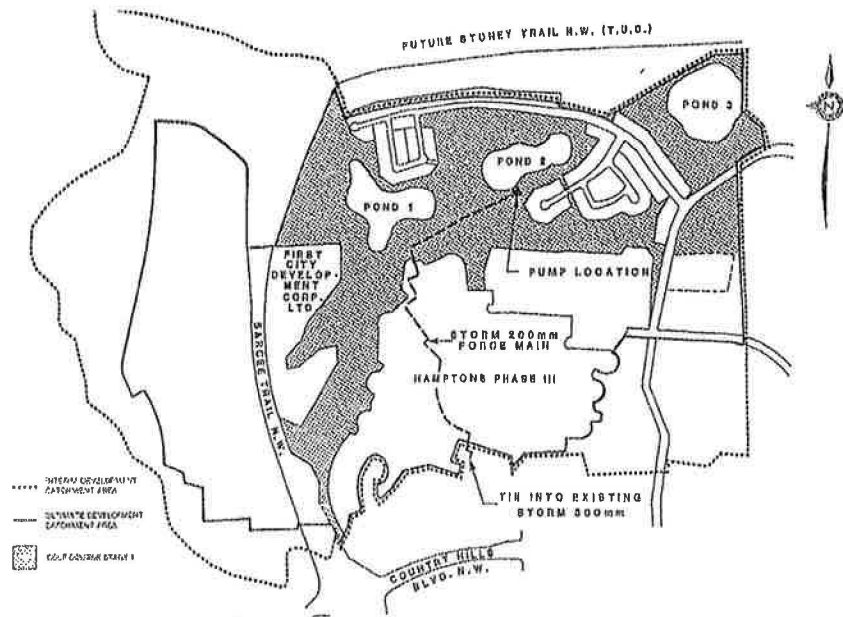 FUTURE STONEY TRAIL N.W. (T.U.C.)
POND 3
N
POND 2
POND 1
FIRST
CITY
DEVELOP-
MENT
CORP.
LTD
PUMP LOCATION
SARCEE TRAIL N.W.
STORM 200mm
FORCE MAIN
HAMPTONS PHASE III
INTERIM DEVELOPMENT
CATCHMENT AREA
ULTIMATE DEVELOPMENT
CATCHMENT AREA
GOLF COURSE
TIE INTO EXISTING
STORM 300mm
COUNTRY HILLS
BLVD. N.W.